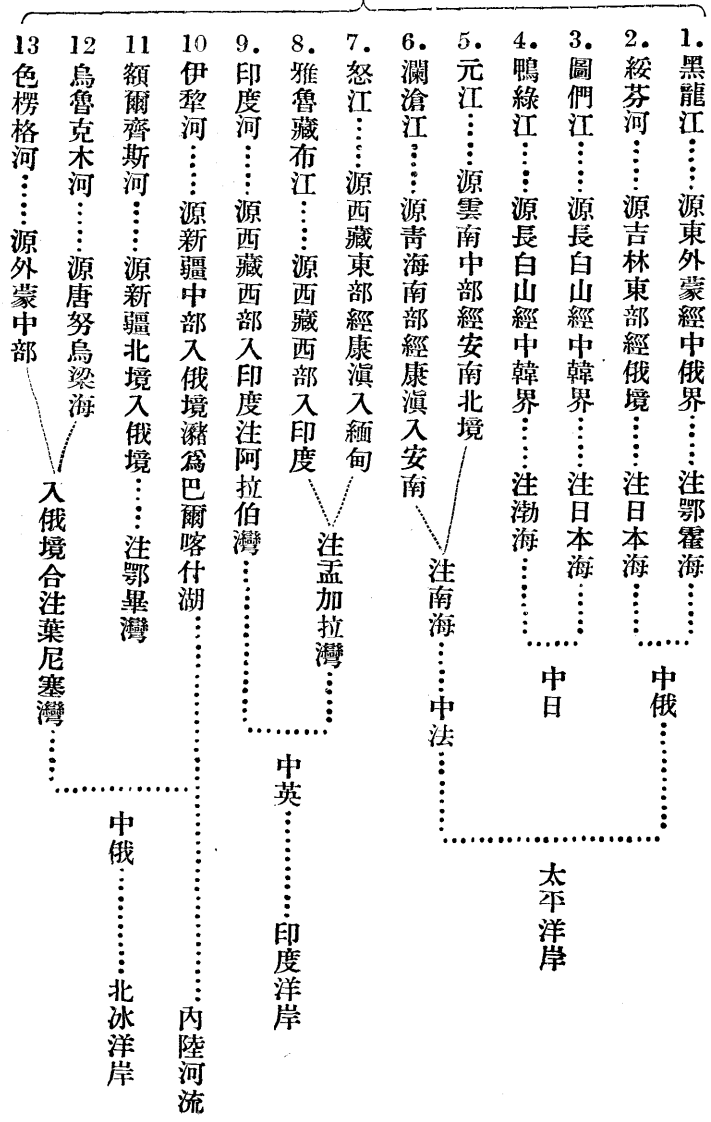 1. 黑龍江……源東外蒙經中俄界……注鄂霍海
2. 綏芬河……源吉林東部經俄境……注日本海
中俄
3. 圖們江……源長白山經中韓界……注日本海
4. 鴨綠江……源長白山經中韓界……注渤海
中日
5. 元江……源雲南中部經安南北境
6. 瀾滄江……源靑海南部經康滇入安南
注南海……中法
太平洋岸
7. 怒江……源西藏東部經康滇入緬甸
8. 雅魯藏布江……源西藏西部入印度
注孟加拉灣
9. 印度河……源西藏西部入印度注阿拉伯灣
中英………印度洋岸
10 伊犂河……源新疆中部入俄境瀦爲巴爾喀什湖………內陸河流
11 額爾齊斯河……源新疆北境入俄境……注鄂畢灣
12 烏魯克木河……源唐努烏梁海
13 色楞格河……源外蒙中部
入俄境合注葉尼塞灣
中俄………北冰洋岸